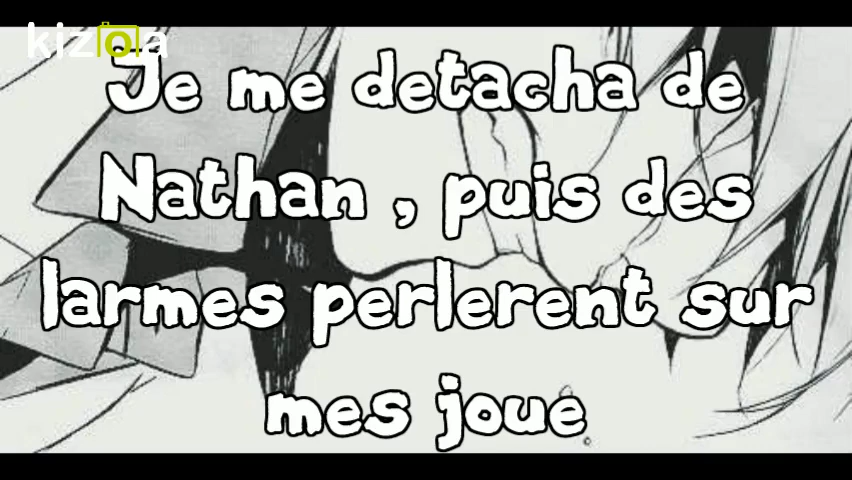 kizoa
Je me detacha de
Nathan , puis des
larmes perlerent sur
mes joue